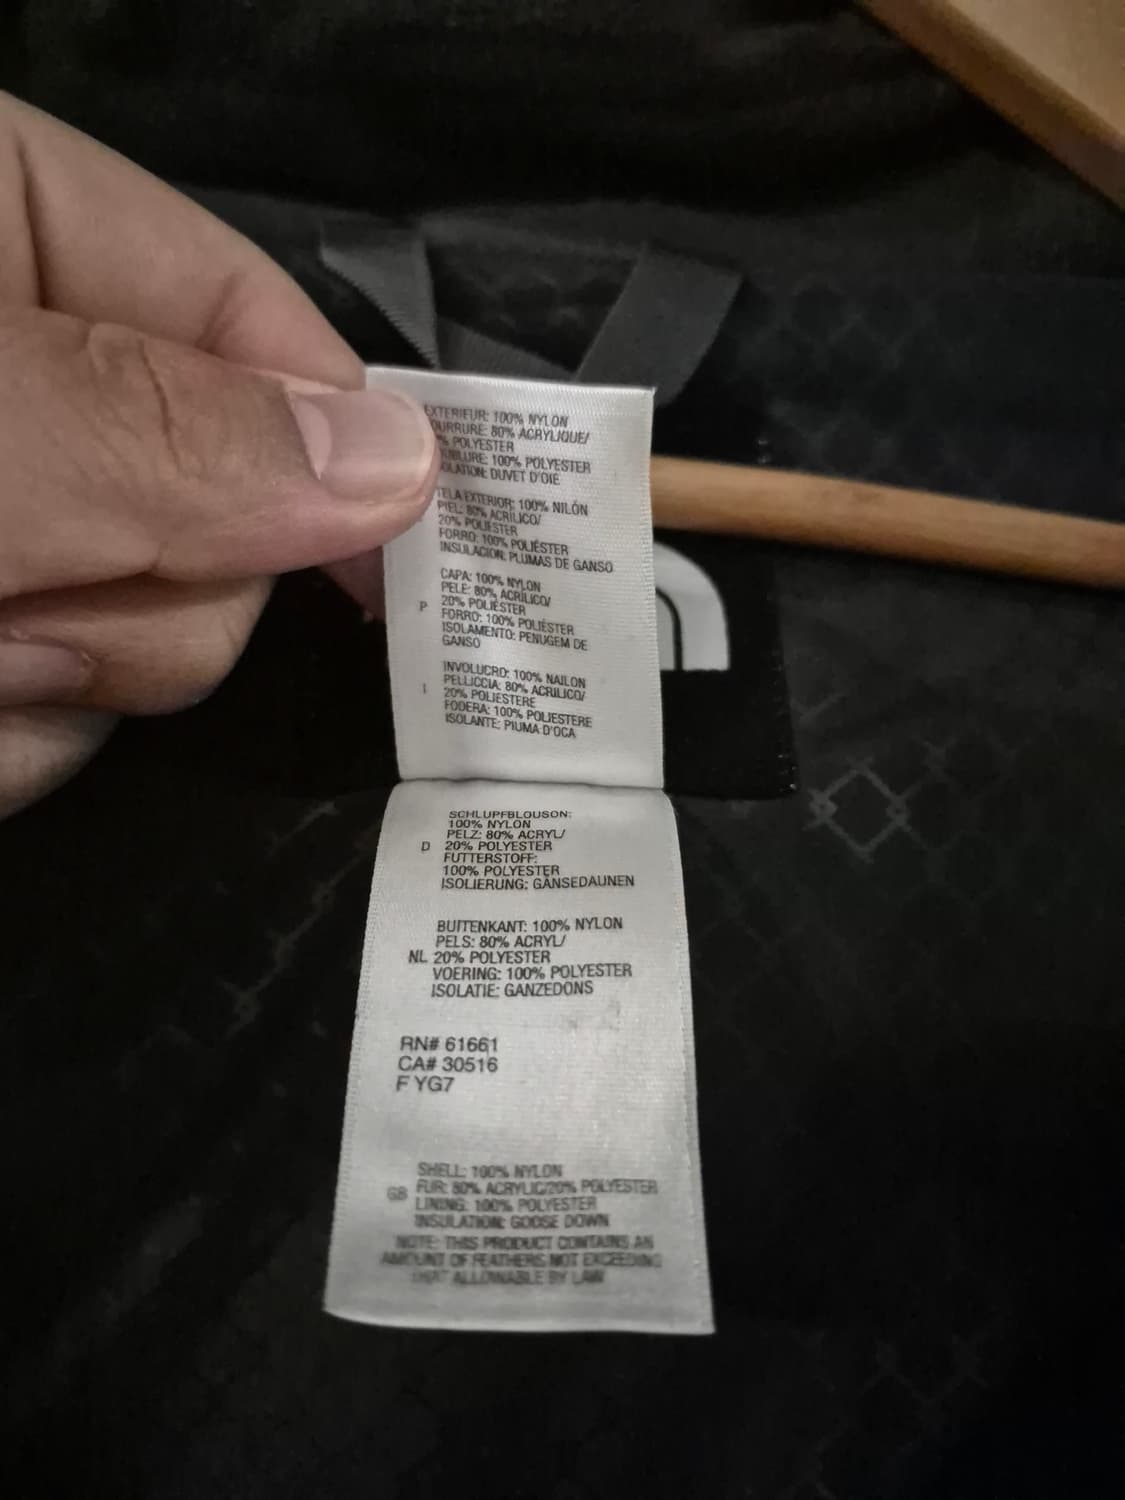 EXTERIEUR: 100% NYLON
OURRURE: 80% ACRYLIQUE/
% POLYESTER
UBLURE: 100% POLYESTER
OLATION: DUVET D'OIE
TELA EXTERIOR: 100% NILÓN
PIEL: 80% ACRÍLICO/
20% POLIÉSTER
FORRO: 100% POLIÉSTER
INSULACION: PLUMAS DE GANSO
CAPA: 100% NYLON
PELE: 80% ACRÍLICO/
P 20% POLIÉSTER
FORRO: 100% POLIÉSTER
ISOLAMENTO: PENUGEM DE
GANSO
INVOLUCRO: 100% NAILON
PELLICCIA: 80% ACRILICO/
I 20% POLIESTERE
FODERA: 100% POLIESTERE
ISOLANTE: PIUMA D'OCA
SCHLUPFBLOUSON:
100% NYLON
PELZ: 80% ACRYL/
D 20% POLYESTER
FUTTERSTOFF:
100% POLYESTER
ISOLIERUNG: GÄNSEDAUNEN
BUITENKANT: 100% NYLON
PELS: 80% ACRYL/
NL 20% POLYESTER
VOERING: 100% POLYESTER
ISOLATIE: GANZEDONS
RN# 61661
CA# 30516
F YG7
SHELL: 100% NYLON
GB FUR: 80% ACRYLIC/20% POLYESTER
LINING: 100% POLYESTER
INSULATION: GOOSE DOWN
NOTE: THIS PRODUCT CONTAINS AN
AMOUNT OF FEATHERS NOT EXCEEDING
THAT ALLOWABLE BY LAW